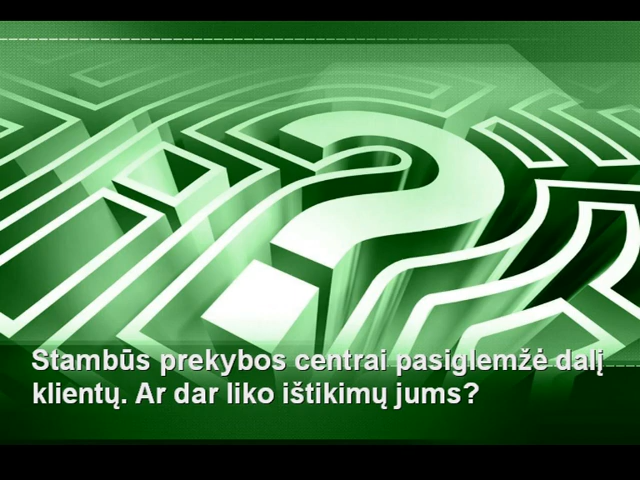 Stambūs prekybos centrai pasiglemžė dalį
klientų. Ar dar liko ištikimų jums?